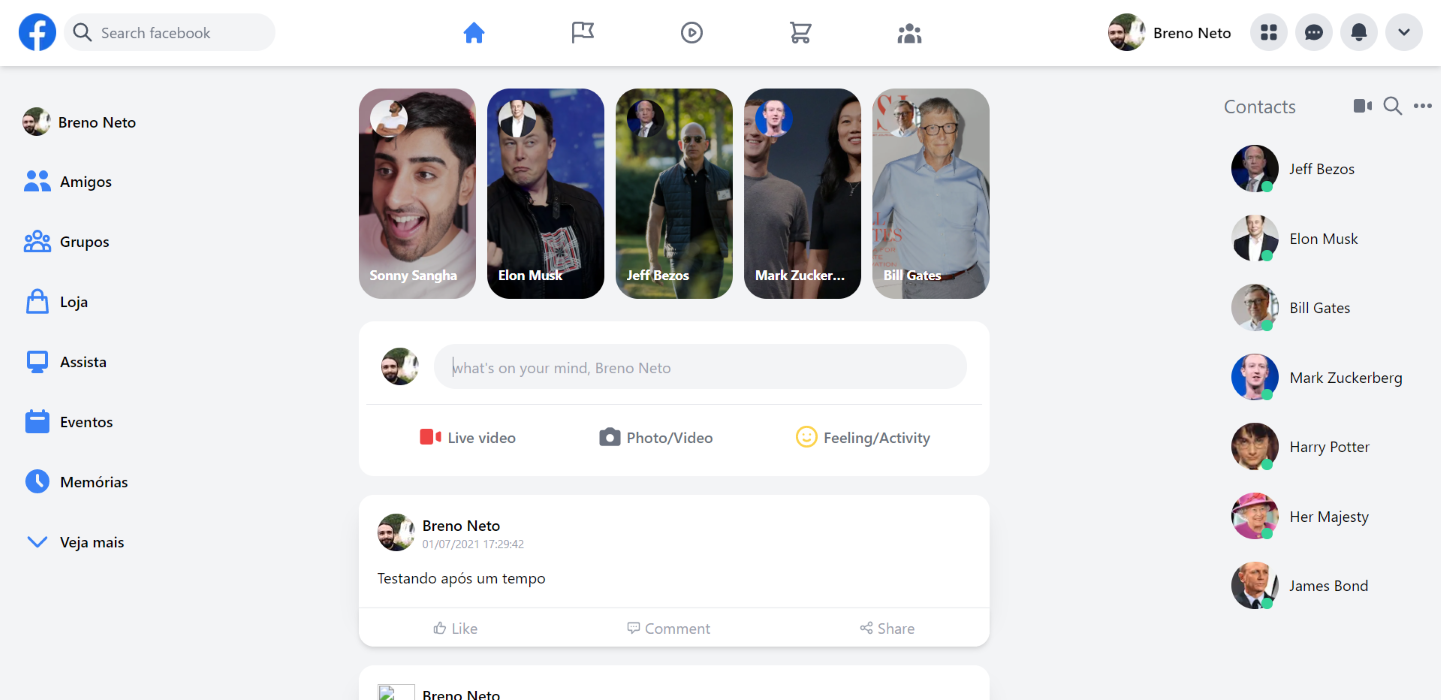 Search facebook
Breno Neto
Breno Neto
Amigos
Grupos
Loja
Assista
Eventos
Memórias
Veja mais
Sonny Sangha
Elon Musk
Jeff Bezos
Mark Zucker...
Bill Gates
what's on your mind, Breno Neto
Live video
Photo/Video
Feeling/Activity
Breno Neto
01/07/2021 17:29:42
Testando após um tempo
Like
Comment
Share
Breno Neto
Contacts
Jeff Bezos
Elon Musk
Bill Gates
Mark Zuckerberg
Harry Potter
Her Majesty
James Bond